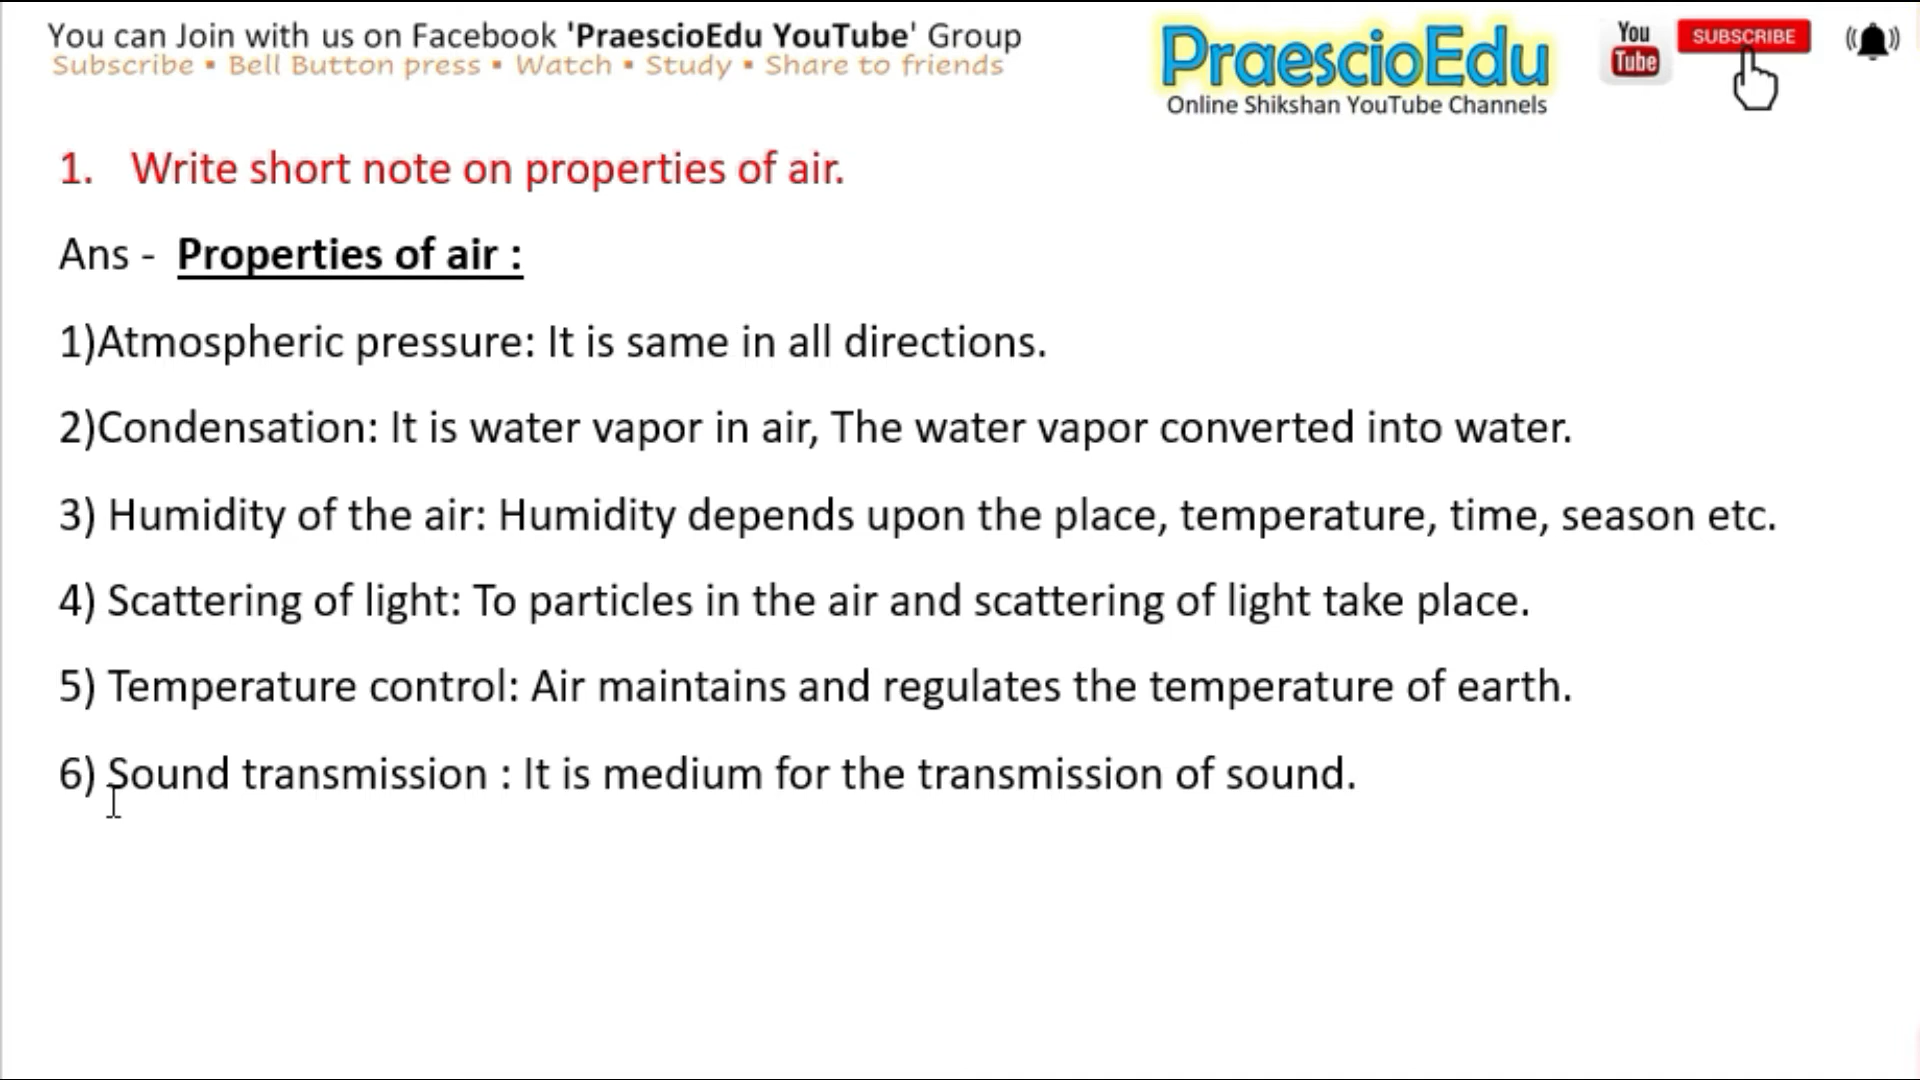 You can Join with us on Facebook 'PraescioEdu YouTube' Group
Subscribe ▪ Bell Button press ▪ Watch ▪ Study ▪ Share to friends
PraescioEdu
Online Shikshan YouTube Channels
You
Tube
SUBSCRIBE
1. Write short note on properties of air.
Ans - Properties of air :
1)Atmospheric pressure: It is same in all directions.
2)Condensation: It is water vapor in air, The water vapor converted into water.
3) Humidity of the air: Humidity depends upon the place, temperature, time, season etc.
4) Scattering of light: To particles in the air and scattering of light take place.
5) Temperature control: Air maintains and regulates the temperature of earth.
6) Sound transmission : It is medium for the transmission of sound.